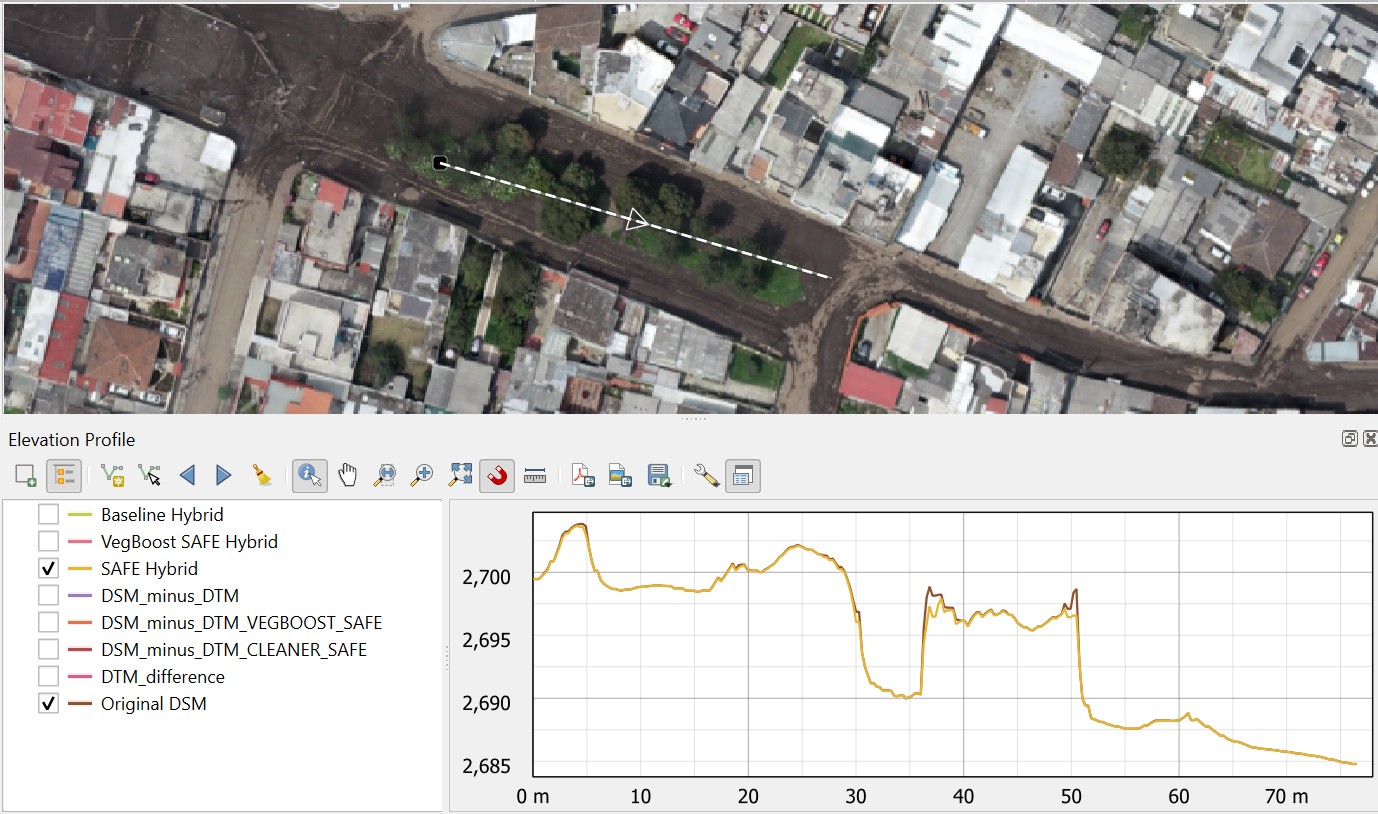 Elevation Profile
Baseline Hybrid
VegBoost SAFE Hybrid
SAFE Hybrid
DSM_minus_DTM
DSM_minus_DTM_VEGBOOST_SAFE
DSM_minus_DTM_CLEANER_SAFE
DTM_difference
Original DSM
2,700
2,695
2,690
2,685
0 m 10 20 30 40 50 60 70 m